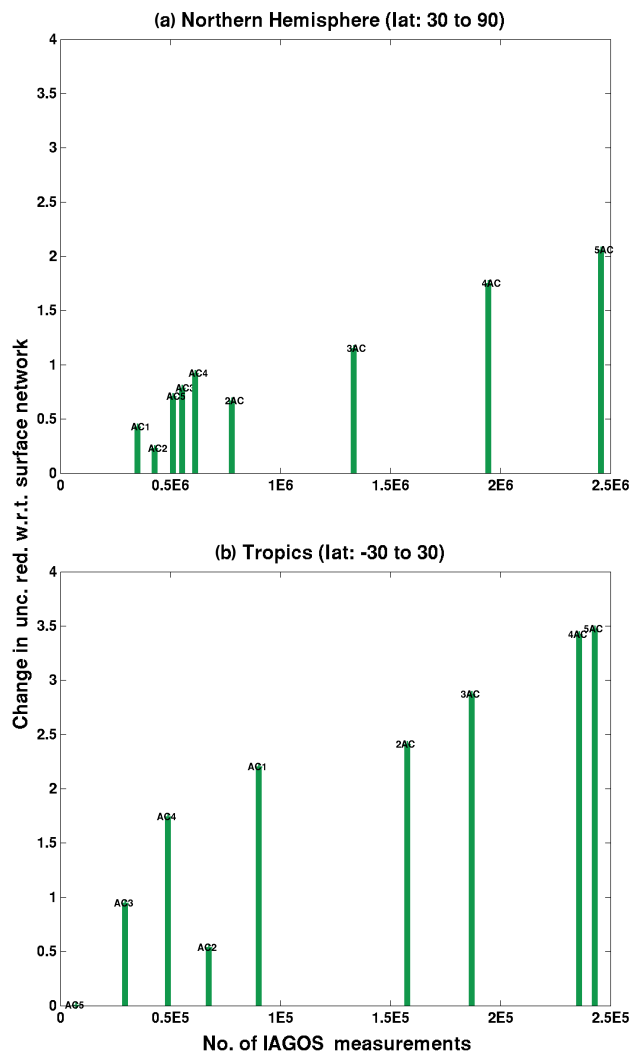 (a) Northern Hemisphere (lat: 30 to 90)
4
3.5
3
2.5
2
1.5
1
0.5
0
5AC
4AC
3AC
AC4
AC3
AC5
2AC
AC1
AC2
0 0.5E6 1E6 1.5E6 2E6 2.5E6
Change in unc. red. w.r.t. surface network
(b) Tropics (lat: -30 to 30)
4
3.5
3
2.5
2
1.5
1
0.5
0
5AC
4AC
3AC
2AC
AC1
AC4
AC3
AC2
AC5
0 0.5E5 1E5 1.5E5 2E5 2.5E5
No. of IAGOS measurements